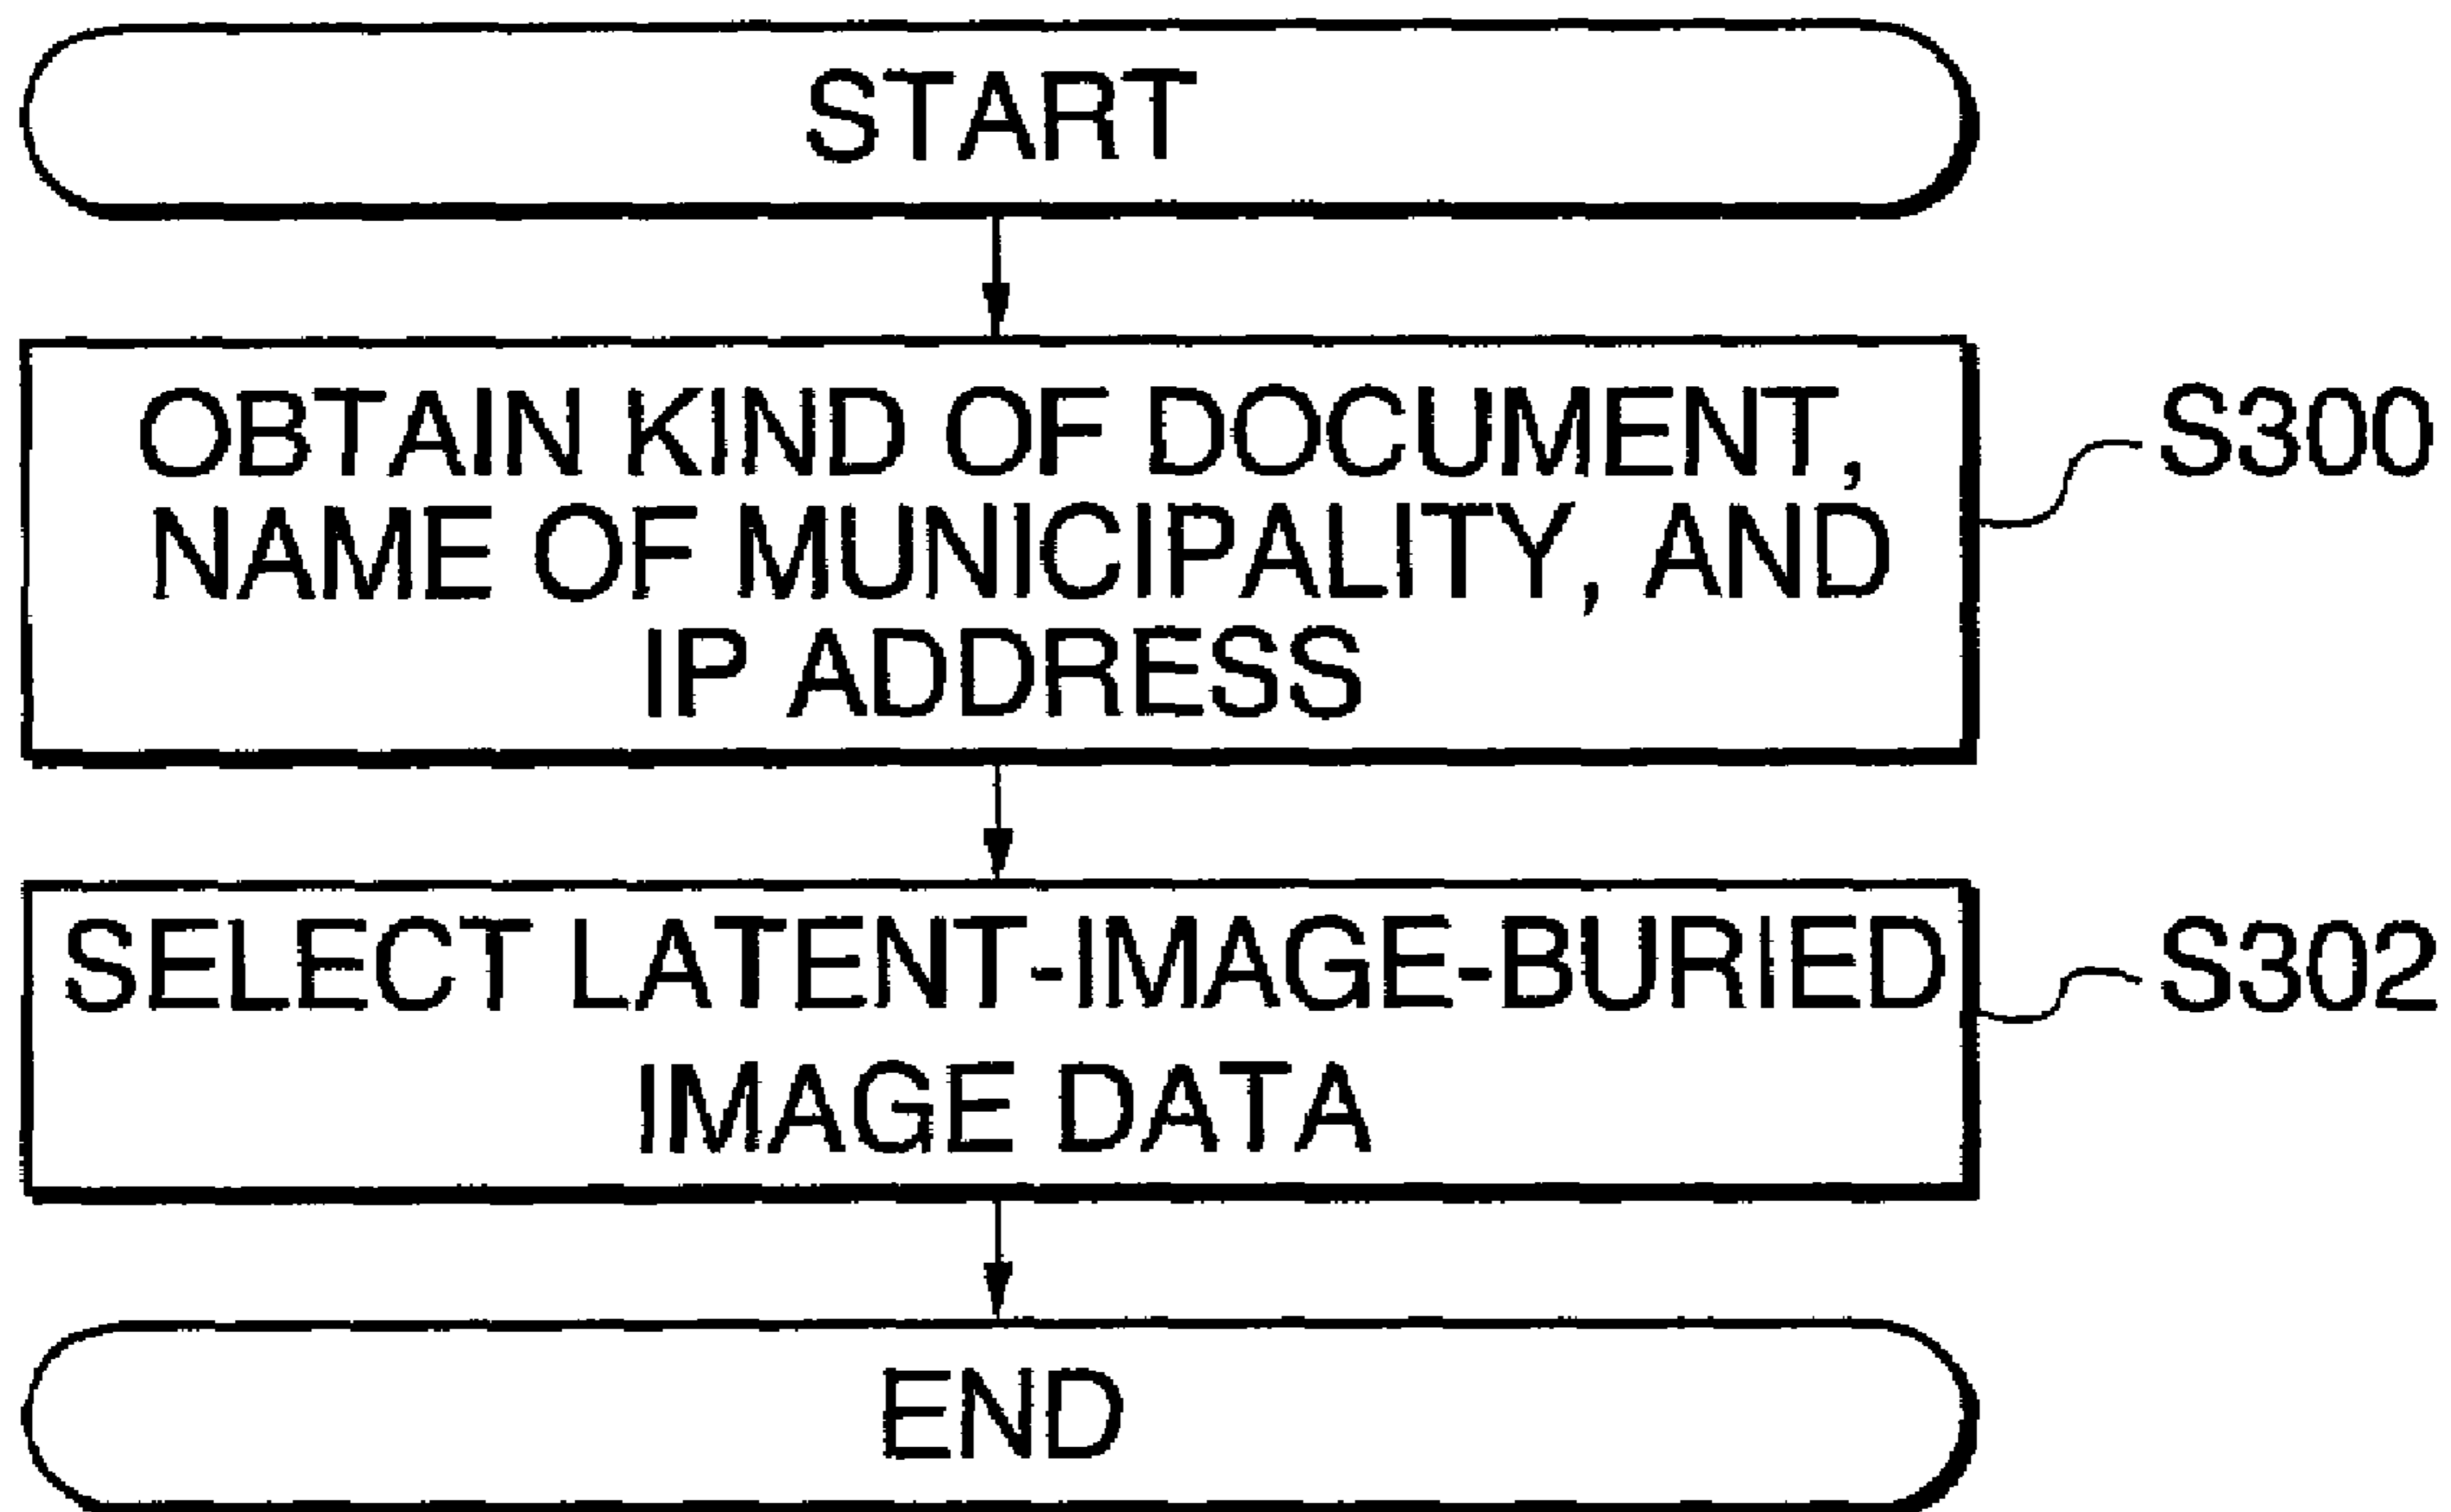 START
OBTAIN KIND OF DOCUMENT,
NAME OF MUNICIPALITY, AND
IP ADDRESS
S300
SELECT LATENT-IMAGE-BURIED
IMAGE DATA
S302
END